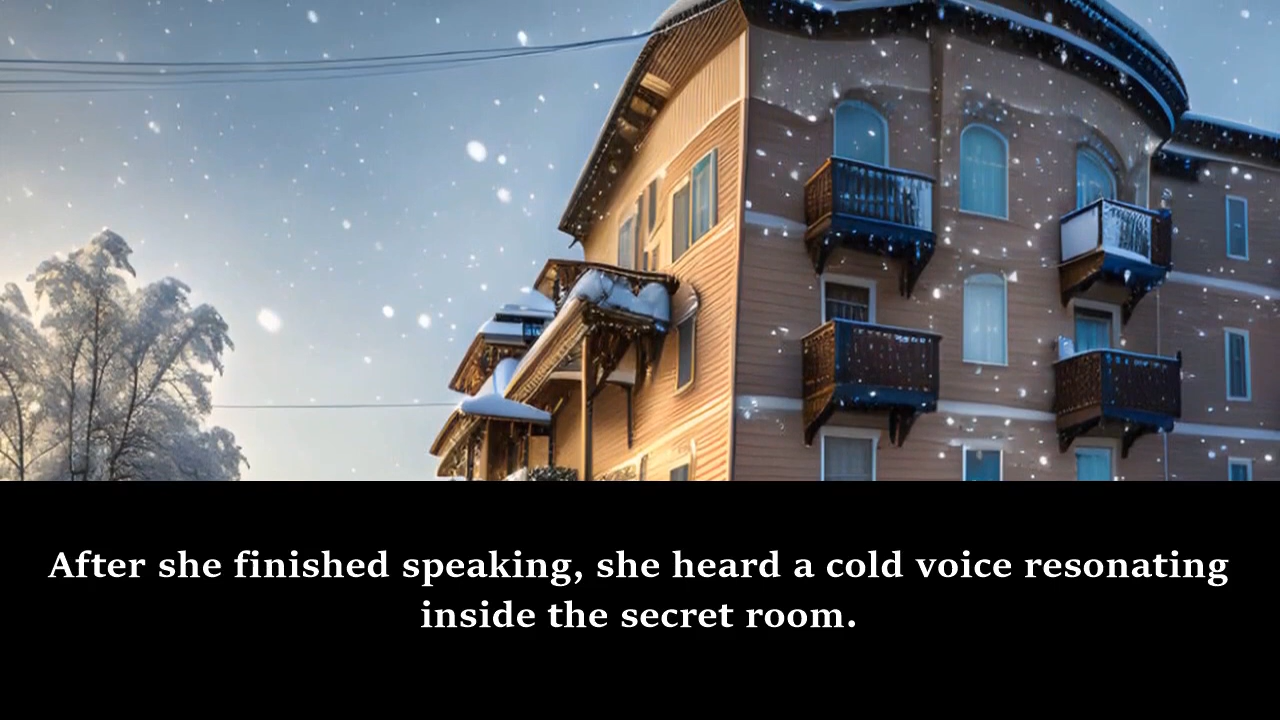 After she finished speaking, she heard a cold voice resonating
inside the secret room.